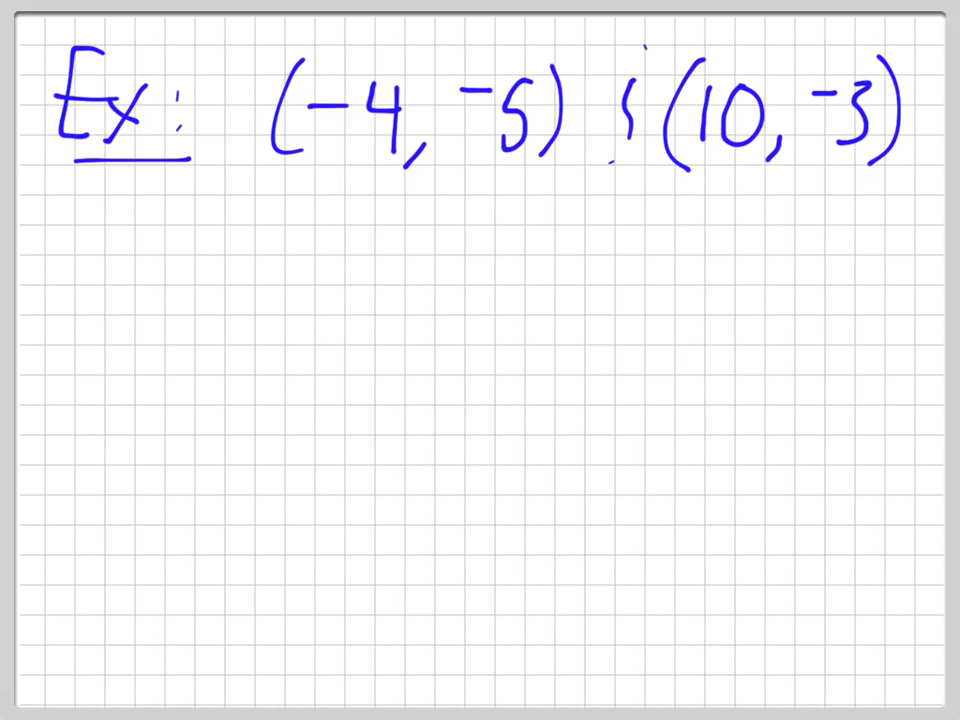 Ex: (-4, -5) & (10, -3)